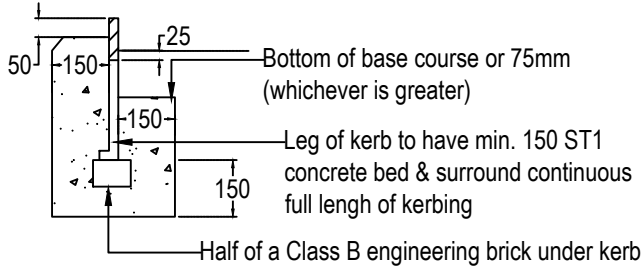 25
50
150
Bottom of base course or 75mm
(whichever is greater)
150
Leg of kerb to have min. 150 ST1
concrete bed & surround continuous
full lengh of kerbing
150
Half of a Class B engineering brick under kerb